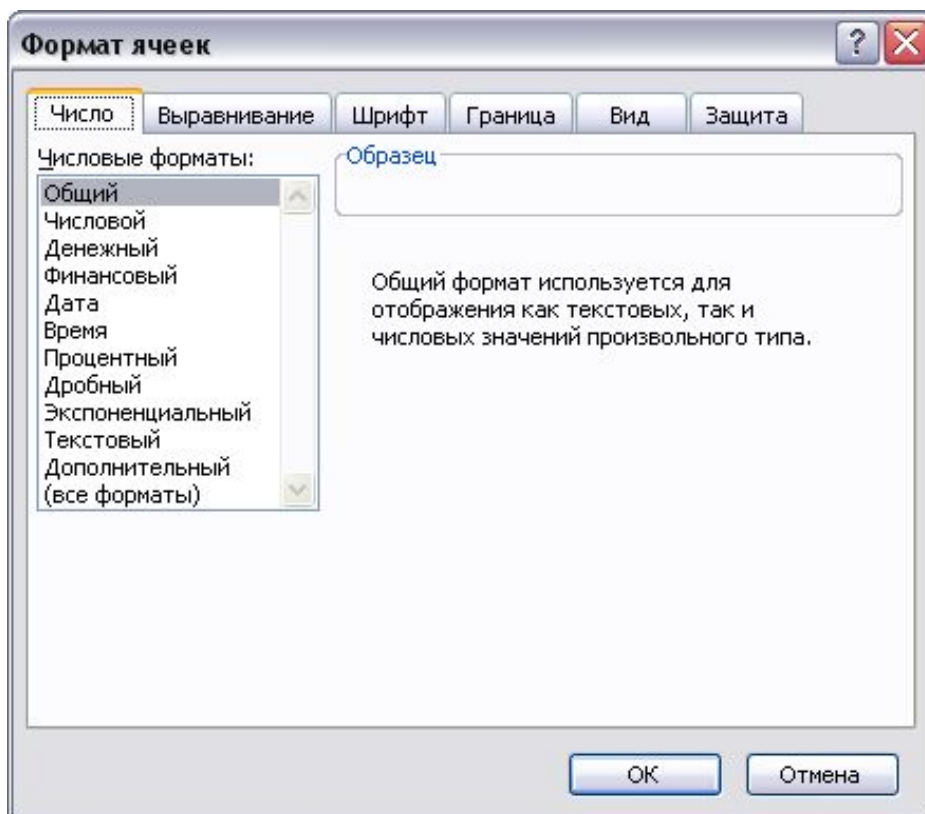 Формат ячеек
?
Число Выравнивание Шрифт Граница Вид Защита
Числовые форматы:
Образец
Общий
Числовой
Денежный
Финансовый
Дата
Время
Процентный
Дробный
Экспоненциальный
Текстовый
Дополнительный
(все форматы)
Общий формат используется для
отображения как текстовых, так и
числовых значений произвольного типа.
ОК Отмена